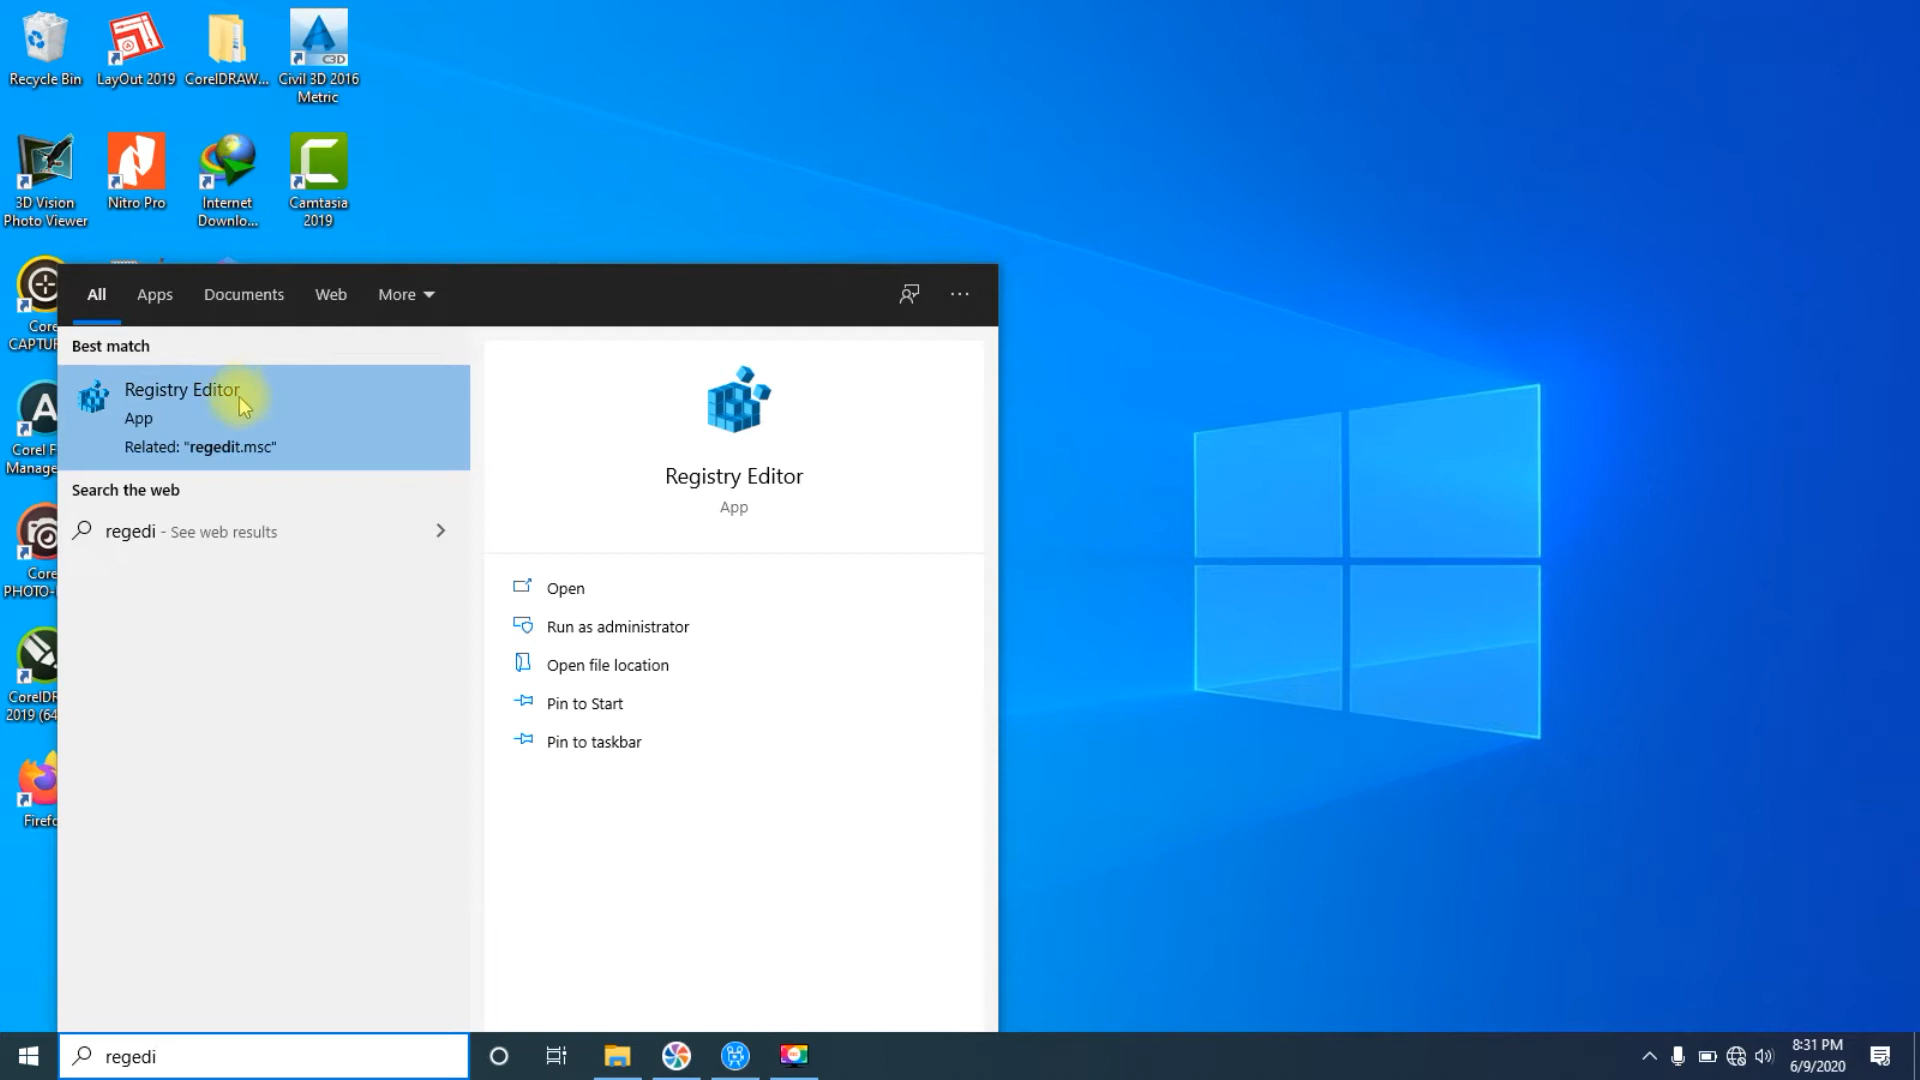 Recycle Bin
LayOut 2019
CorelDRAW...
Civil 3D 2016
Metric
C3D
3D Vision
Photo Viewer
Nitro Pro
Internet
Downlo...
Camtasia
2019
Core
CAPTUR
Corel F
Manage
Core
PHOTO-
CorelDR
2019 (64
Firefo
All
Apps
Documents
Web
More
Best match
Registry Editor
App
Related: "regedit.msc"
Search the web
regedi - See web results
Registry Editor
App
Open
Run as administrator
Open file location
Pin to Start
Pin to taskbar
regedi
8:31 PM
6/9/2020